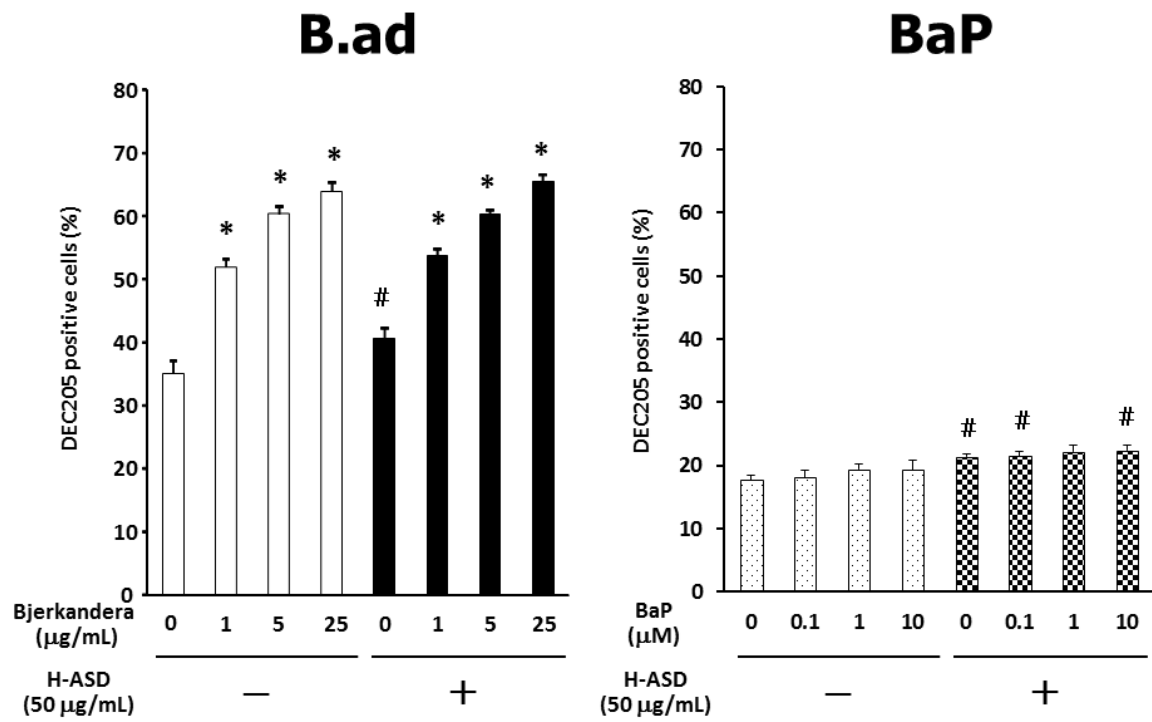 B.ad
80
70
60
50
40
30
20
10
0
DEC205 positive cells (%)
*
*
*
#
*
*
*
Bjerkandera
(μg/mL)
0 1 5 25 0 1 5 25
H-ASD
(50 μg/mL)
− +
BaP
80
70
60
50
40
30
20
10
0
DEC205 positive cells (%)
# # #
BaP
(μM)
0 0.1 1 10 0 0.1 1 10
H-ASD
(50 μg/mL)
− +